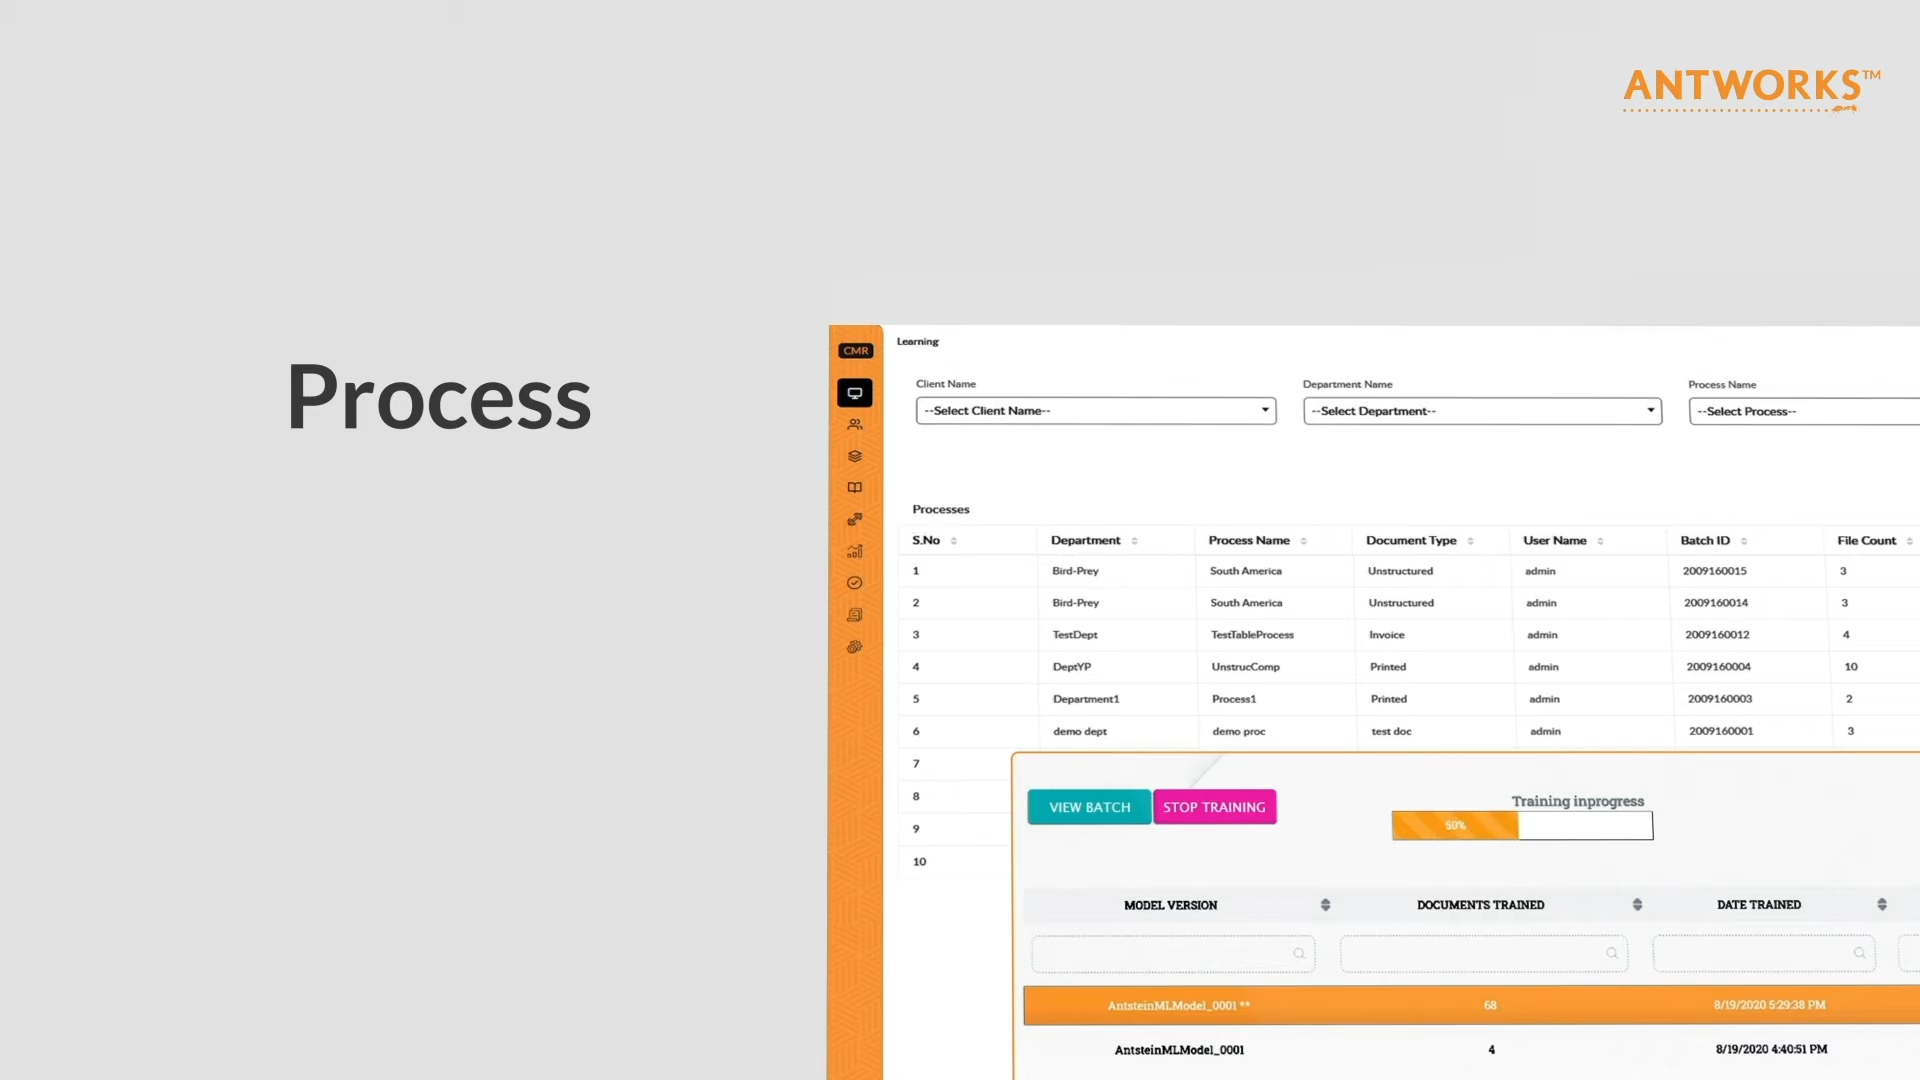 ANTWORKS™
Process
CMR
Learning
Client Name
Department Name
Process Name
--Select Client Name--
--Select Department--
--Select Process--
Processes
S.No Department Process Name Document Type User Name Batch ID File Count
1 Bird-Prey South America Unstructured admin 2009160015 3
2 Bird-Prey South America Unstructured admin 2009160014 3
3 TestDept TestTableProcess Invoice admin 2009160012 4
4 DeptYP UnstrucComp Printed admin 2009160004 10
5 Department1 Process1 Printed admin 2009160003 2
6 demo dept demo proc test doc admin 2009160001 3
7
8
9
10
VIEW BATCH STOP TRAINING
Training inprogress
50%
MODEL VERSION DOCUMENTS TRAINED DATE TRAINED
AntsteinMLModel_0001 ** 68 8/19/2020 5:29:38 PM
AntsteinMLModel_0001 4 8/19/2020 4:40:51 PM